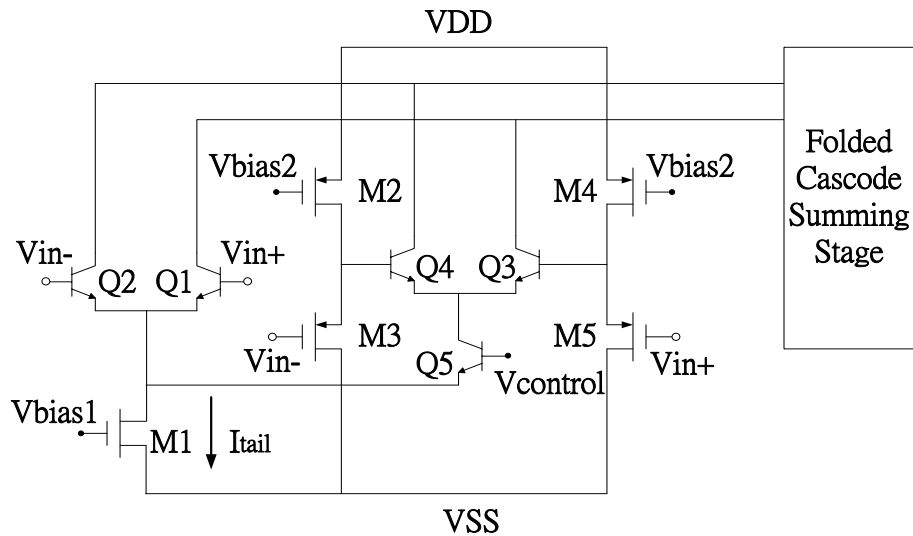 VDD
Folded
Cascode
Summing
Stage
Vbias2
M2
M4
Vbias2
Vin-
Q2
Q1
Vin+
Q4
Q3
Vin-
M3
Q5
Vcontrol
M5
Vin+
Vbias1
M1
Itail
VSS